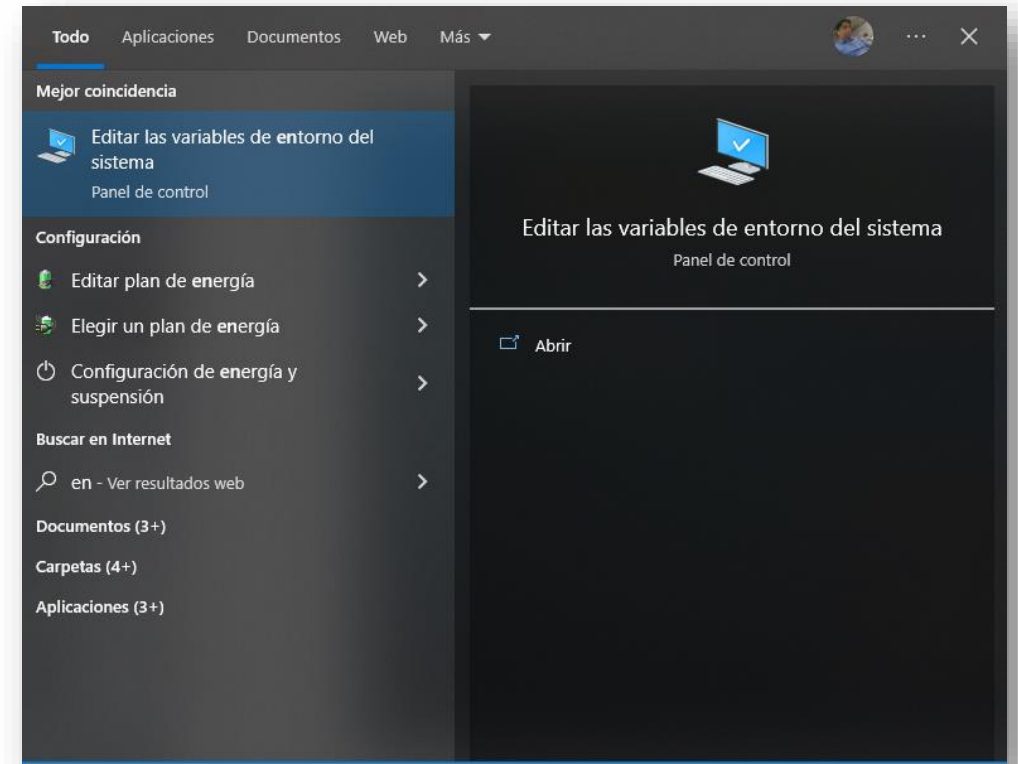 Todo Aplicaciones Documentos Web Más
Mejor coincidencia
Editar las variables de entorno del
sistema
Panel de control
Configuración
Editar plan de energía
Elegir un plan de energía
Configuración de energía y
suspensión
Buscar en Internet
en - Ver resultados web
Documentos (3+)
Carpetas (4+)
Aplicaciones (3+)
Editar las variables de entorno del sistema
Panel de control
Abrir